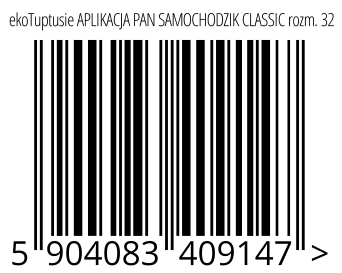 ekoTuptusie APLIKACJA PAN SAMOCHODZIK CLASSIC rozm. 32
5 904083 409147 >